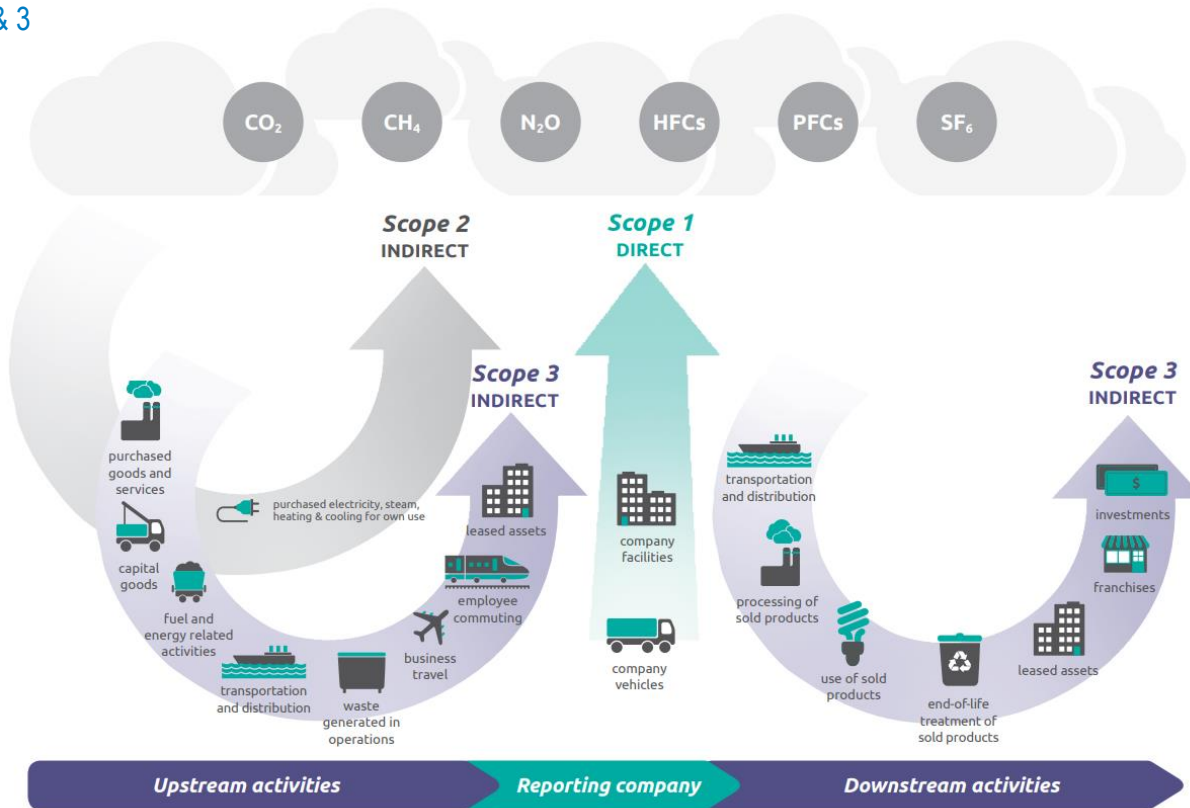 & 3
CO₂ CH₄ N₂O HFCs PFCs SF₆
Scope 2
INDIRECT
Scope 1
DIRECT
Scope 3
INDIRECT
Scope 3
INDIRECT
purchased
goods and
services
capital
goods
fuel and
energy related
activities
purchased electricity, steam,
heating & cooling for own use
transportation
and distribution
waste
generated in
operations
business
travel
employee
commuting
leased assets
company
facilities
company
vehicles
transportation
and distribution
processing of
sold products
use of sold
products
end-of-life
treatment of
sold products
leased assets
franchises
$
investments
Upstream activities
Reporting company
Downstream activities